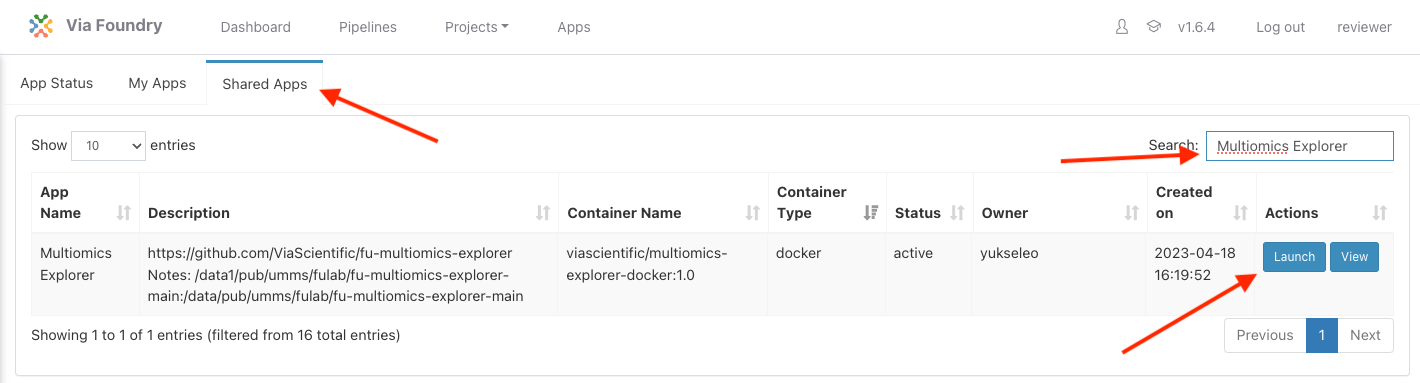 Via Foundry Dashboard Pipelines Projects Apps v1.6.4 Log out reviewer
App Status My Apps Shared Apps
Show 10 entries Search: Multiomics Explorer
App Name Description Container Name Container Type Status Owner Created on Actions
Multiomics Explorer
https://github.com/ViaScientific/fu-multiomics-explorer
Notes: /data1/pub/umms/fulab/fu-multiomics-explorer-
main:/data/pub/umms/fulab/fu-multiomics-explorer-main
viascientific/multiomics-
explorer-docker:1.0
docker
active
yukseleo
2023-04-18
16:19:52
Launch View
Showing 1 to 1 of 1 entries (filtered from 16 total entries) Previous 1 Next